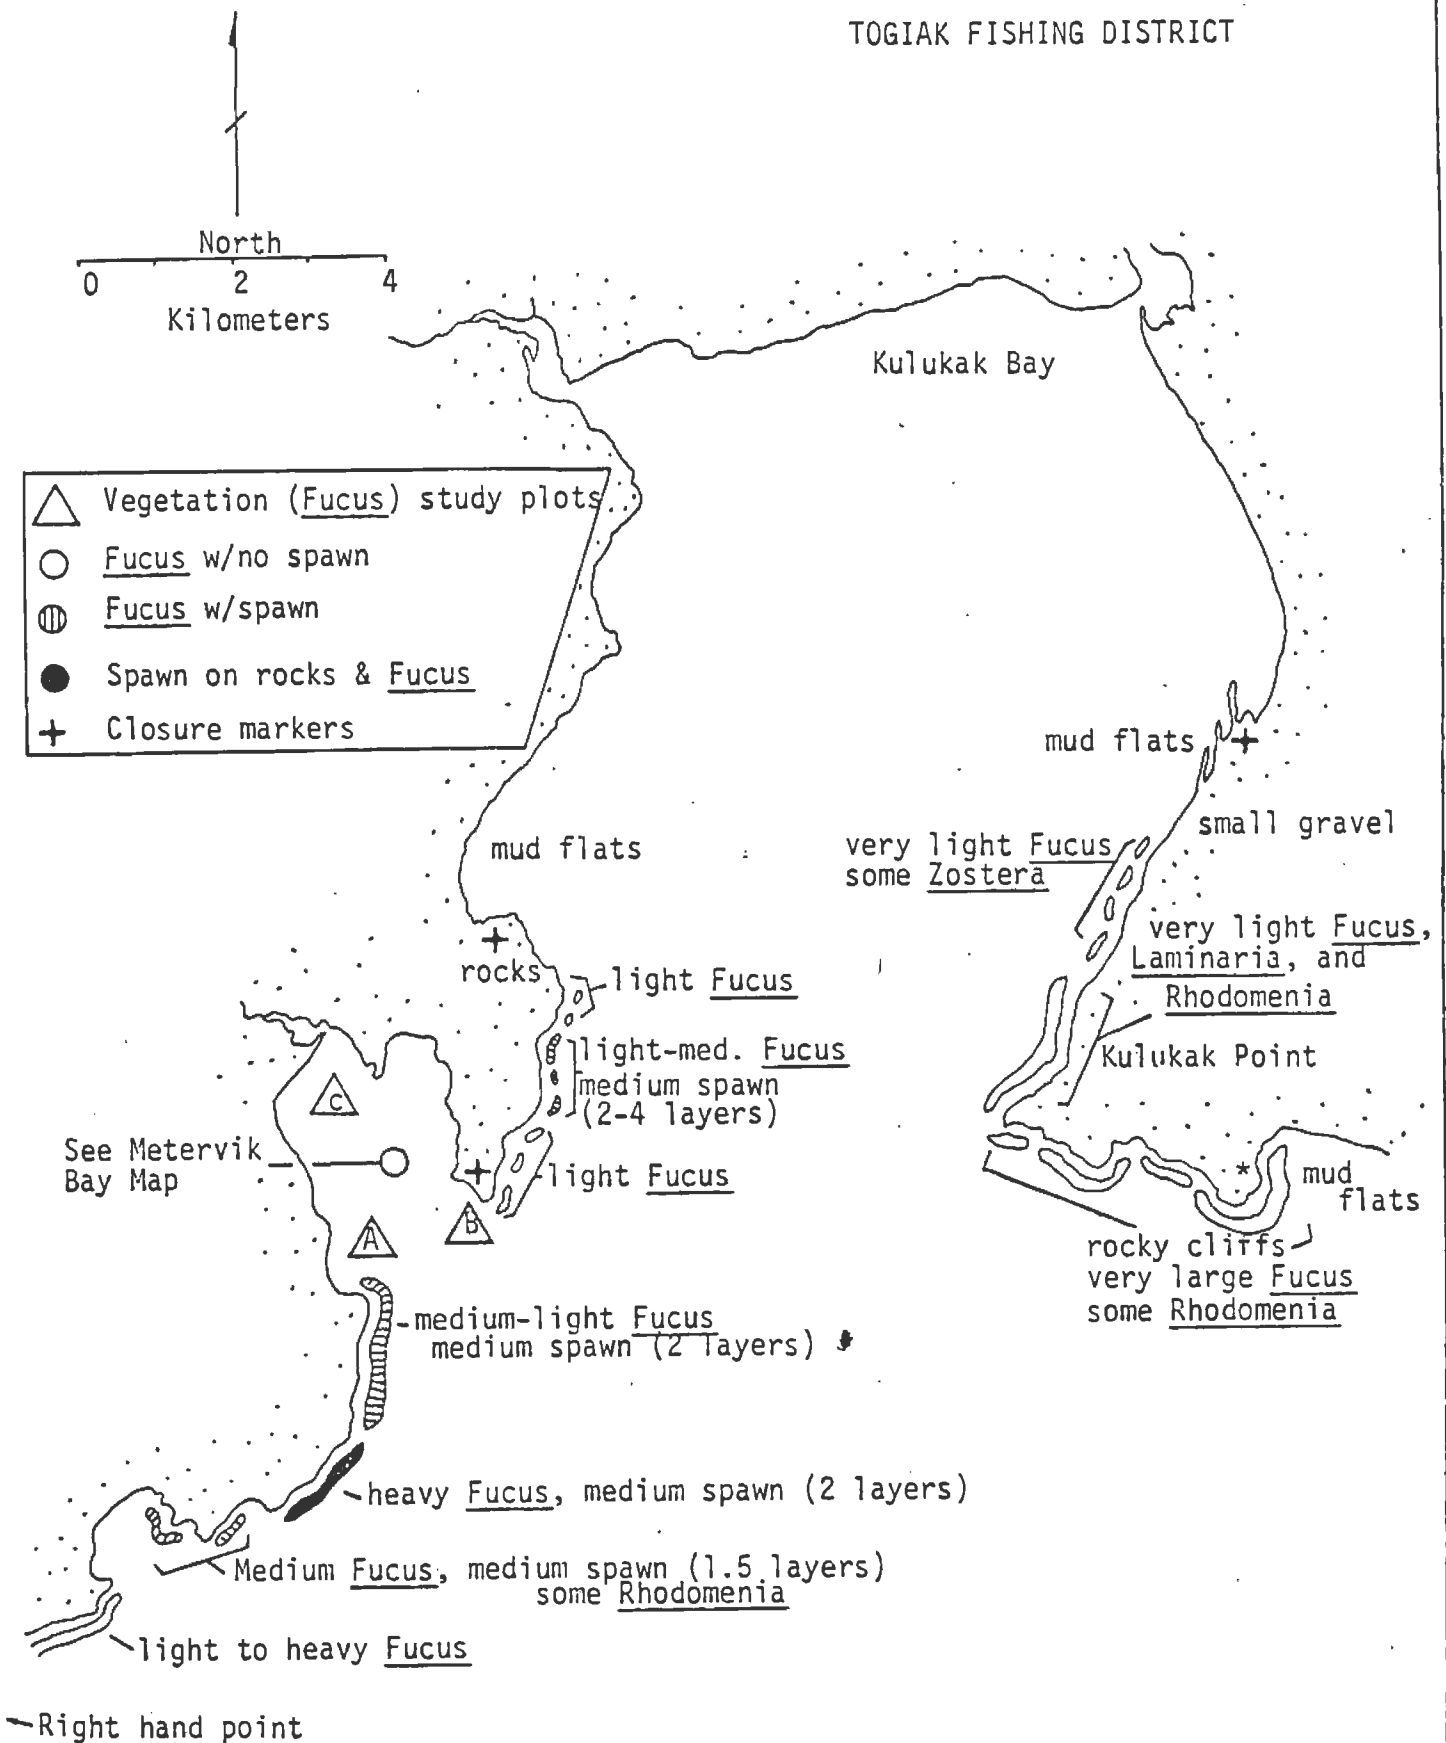 TOGIAK FISHING DISTRICT
North
0 2 4
Kilometers
Kulukak Bay
Vegetation (Fucus) study plots
Fucus w/no spawn
Fucus w/spawn
Spawn on rocks & Fucus
Closure markers
mud flats
small gravel
mud flats
very light Fucus
some Zostera
very light Fucus,
Laminaria, and
Rhodomenia
rocks
light Fucus
light-med. Fucus
medium spawn
(2-4 layers)
Kulukak Point
C
See Metervik
Bay Map
light Fucus
*
mud
flats
A
B
rocky cliffs
very large Fucus
some Rhodomenia
medium-light Fucus
medium spawn (2 layers)
heavy Fucus, medium spawn (2 layers)
Medium Fucus, medium spawn (1.5 layers)
some Rhodomenia
light to heavy Fucus
Right hand point